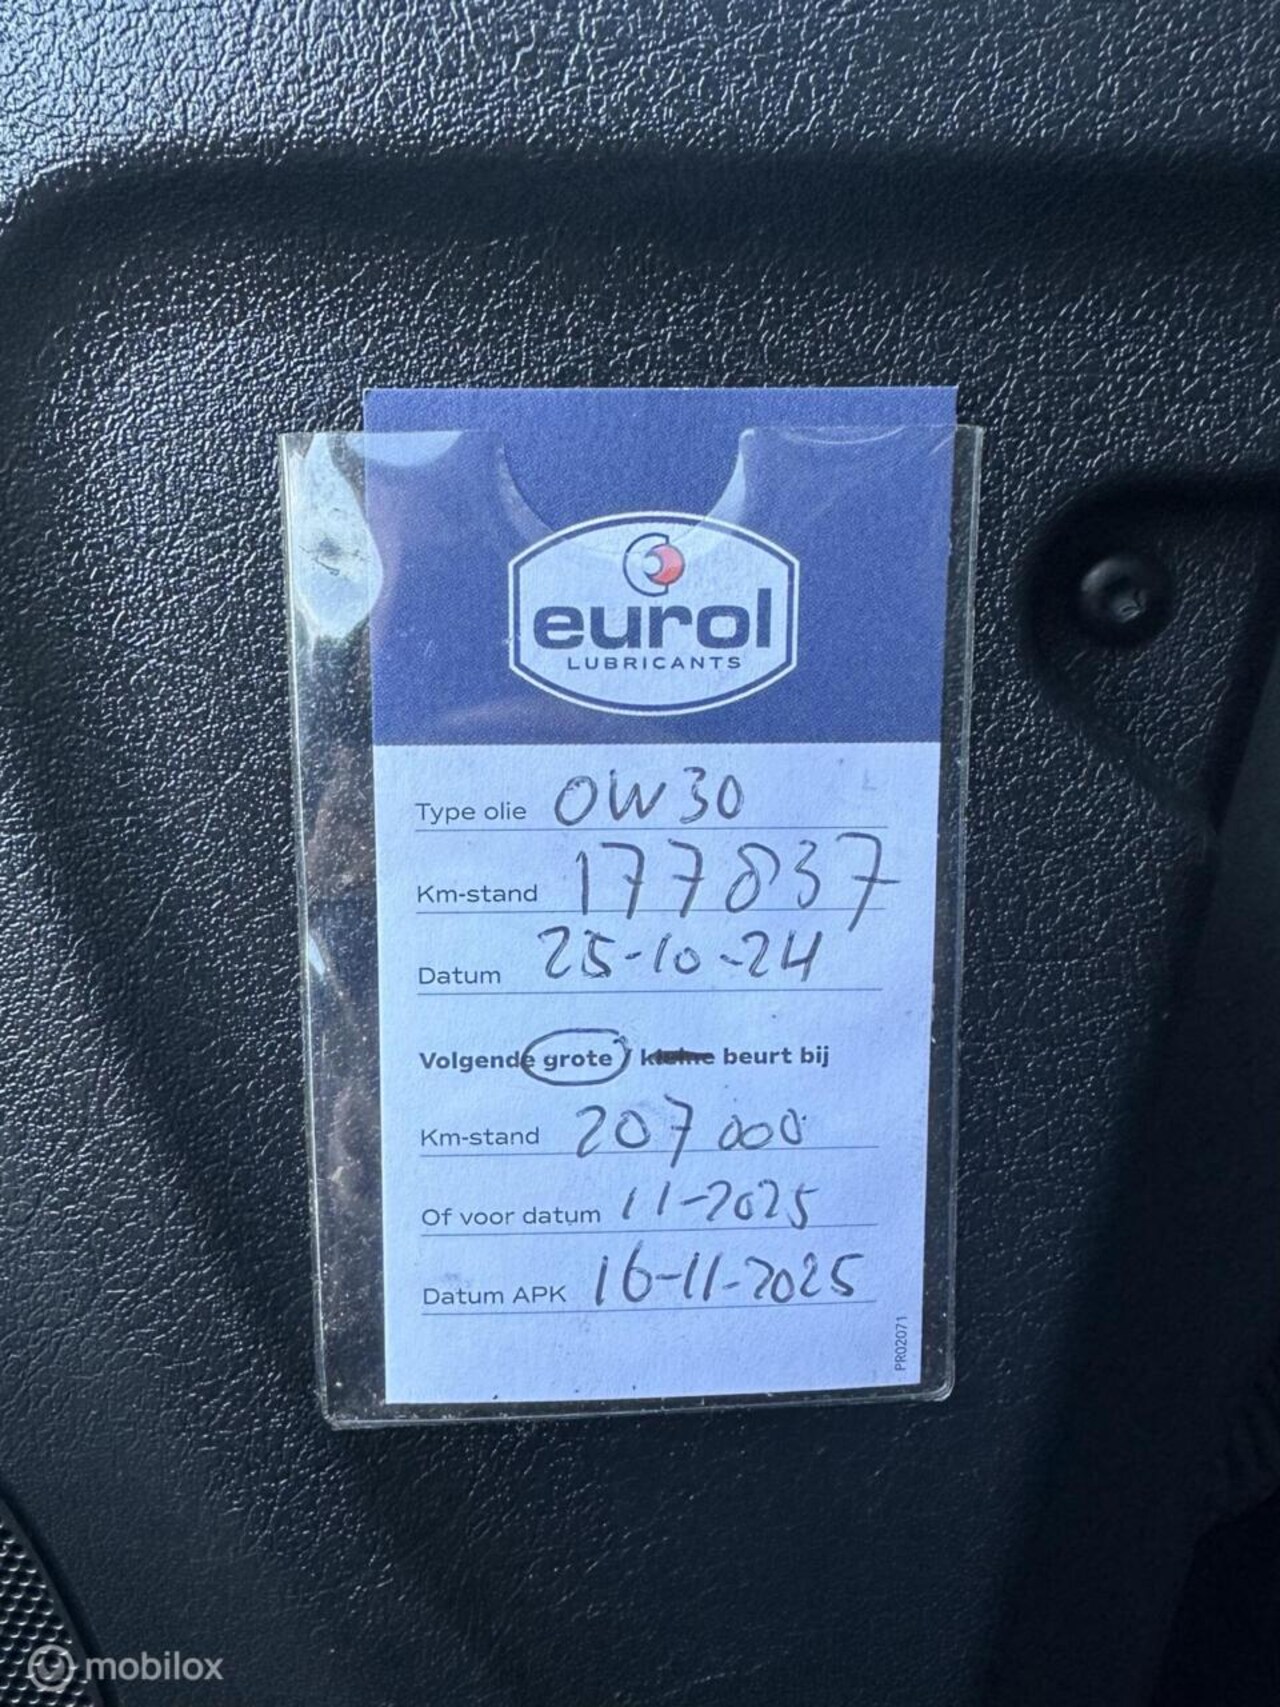 eurol
LUBRICANTS
Type olie 0W30
Km-stand 177837
Datum 25-10-24
Volgende grote / kleine beurt bij
Km-stand 207000
Of voor datum 11-2025
Datum APK 16-11-2025
PR02071
mobilox